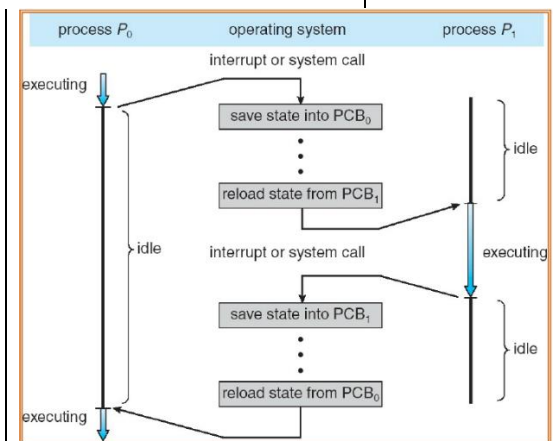 process P₀ operating system process P₁
interrupt or system call
executing
save state into PCB₀
idle
reload state from PCB₁
idle
interrupt or system call
executing
save state into PCB₁
idle
reload state from PCB₀
executing